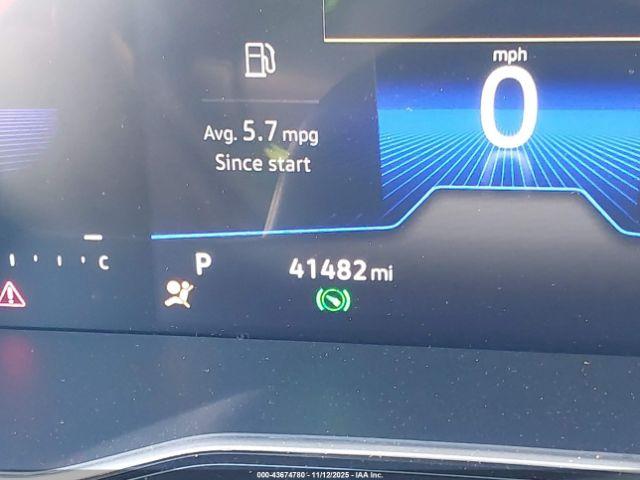 mph
0
Avg. 5.7 mpg
Since start
C
P
41482 mi
000-43674780 - 11/12/2025 - IAA Inc.